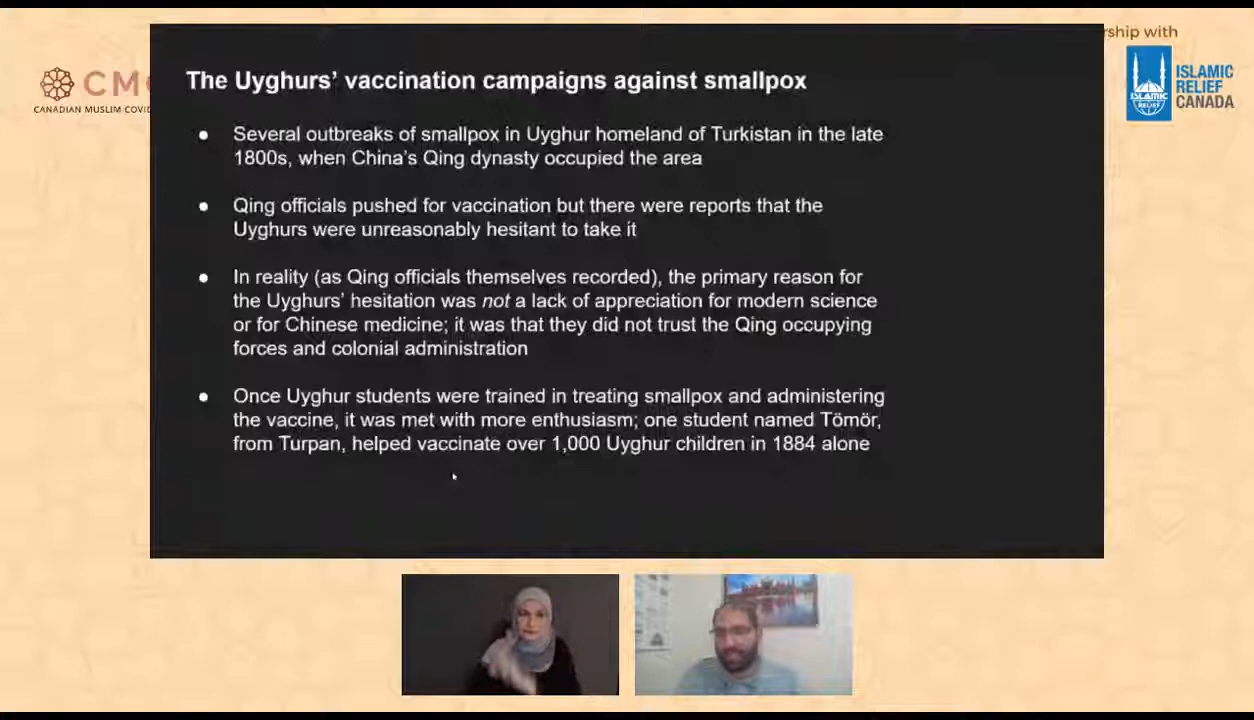 rship with
CM
CANADIAN MUSLIM COVID
ISLAMIC
RELIEF
CANADA
ISLAMIC
RELIEF
The Uyghurs’ vaccination campaigns against smallpox
● Several outbreaks of smallpox in Uyghur homeland of Turkistan in the late
1800s, when China’s Qing dynasty occupied the area
● Qing officials pushed for vaccination but there were reports that the
Uyghurs were unreasonably hesitant to take it
● In reality (as Qing officials themselves recorded), the primary reason for
the Uyghurs’ hesitation was not a lack of appreciation for modern science
or for Chinese medicine; it was that they did not trust the Qing occupying
forces and colonial administration
● Once Uyghur students were trained in treating smallpox and administering
the vaccine, it was met with more enthusiasm; one student named Tömör,
from Turpan, helped vaccinate over 1,000 Uyghur children in 1884 alone